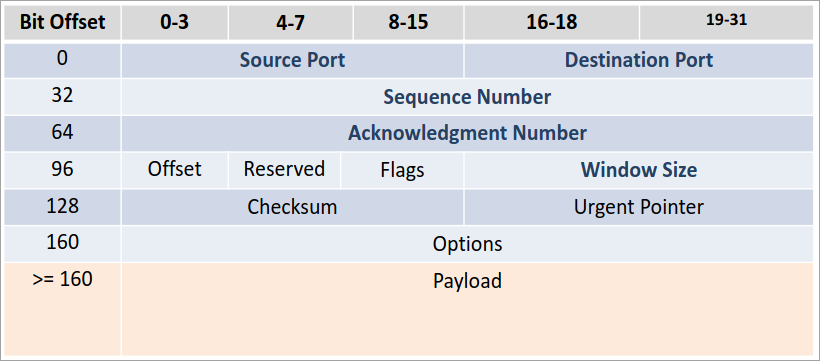 Bit Offset 0-3 4-7 8-15 16-18 19-31
0 Source Port Destination Port
32 Sequence Number
64 Acknowledgment Number
96 Offset Reserved Flags Window Size
128 Checksum Urgent Pointer
160 Options
>= 160 Payload